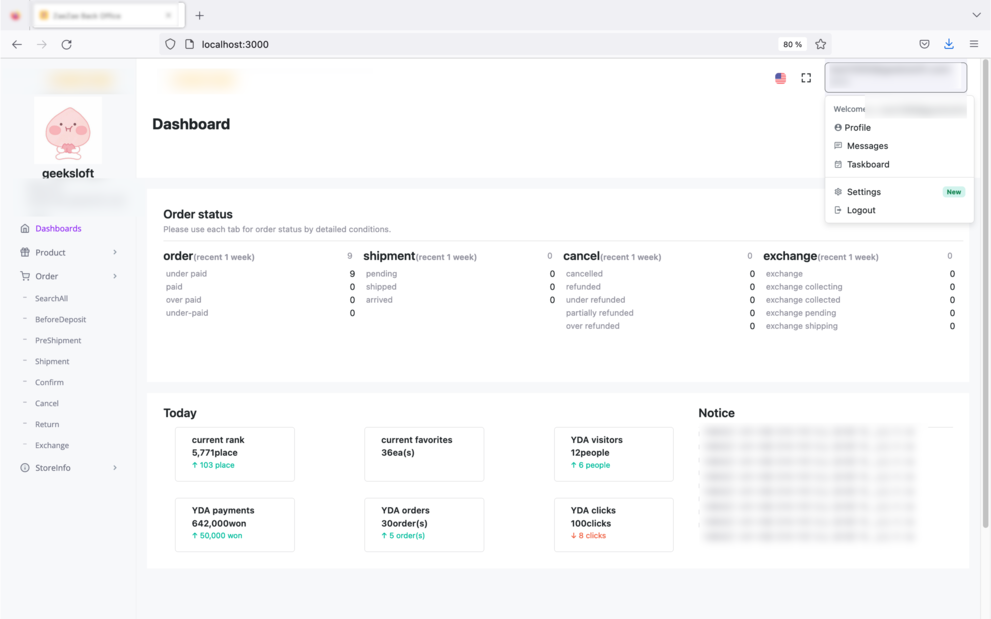 localhost:3000
80 %
Welcome
Profile
Messages
Taskboard
Settings New
Logout
geeksloft
Dashboards
Product
Order
SearchAll
BeforeDeposit
PreShipment
Shipment
Confirm
Cancel
Return
Exchange
StoreInfo
Dashboard
Order status
Please use each tab for order status by detailed conditions.
order(recent 1 week) 9
under paid 9
paid 0
over paid 0
under-paid 0
shipment(recent 1 week) 0
pending 0
shipped 0
arrived 0
cancel(recent 1 week) 0
cancelled 0
refunded 0
under refunded 0
partially refunded 0
over refunded 0
exchange(recent 1 week) 0
exchange 0
exchange collecting 0
exchange collected 0
exchange pending 0
exchange shipping 0
Today
current rank
5,771place
↑ 103 place
current favorites
36ea(s)
YDA visitors
12people
↑ 6 people
YDA payments
642,000won
↑ 50,000 won
YDA orders
30order(s)
↑ 5 order(s)
YDA clicks
100clicks
↓ 8 clicks
Notice